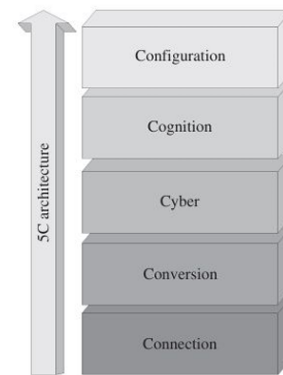 5C architecture
Configuration
Cognition
Cyber
Conversion
Connection